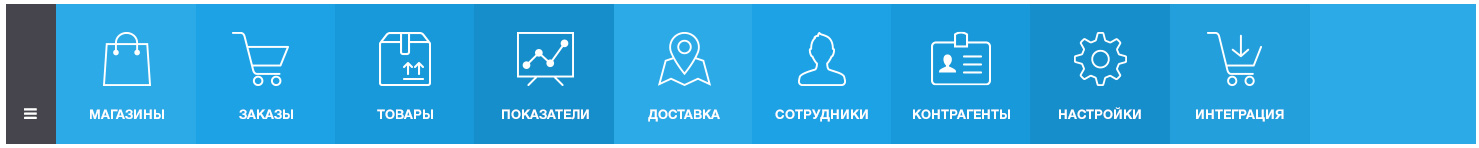 МАГАЗИНЫ
ЗАКАЗЫ
ТОВАРЫ
ПОКАЗАТЕЛИ
ДОСТАВКА
СОТРУДНИКИ
КОНТРАГЕНТЫ
НАСТРОЙКИ
ИНТЕГРАЦИЯ